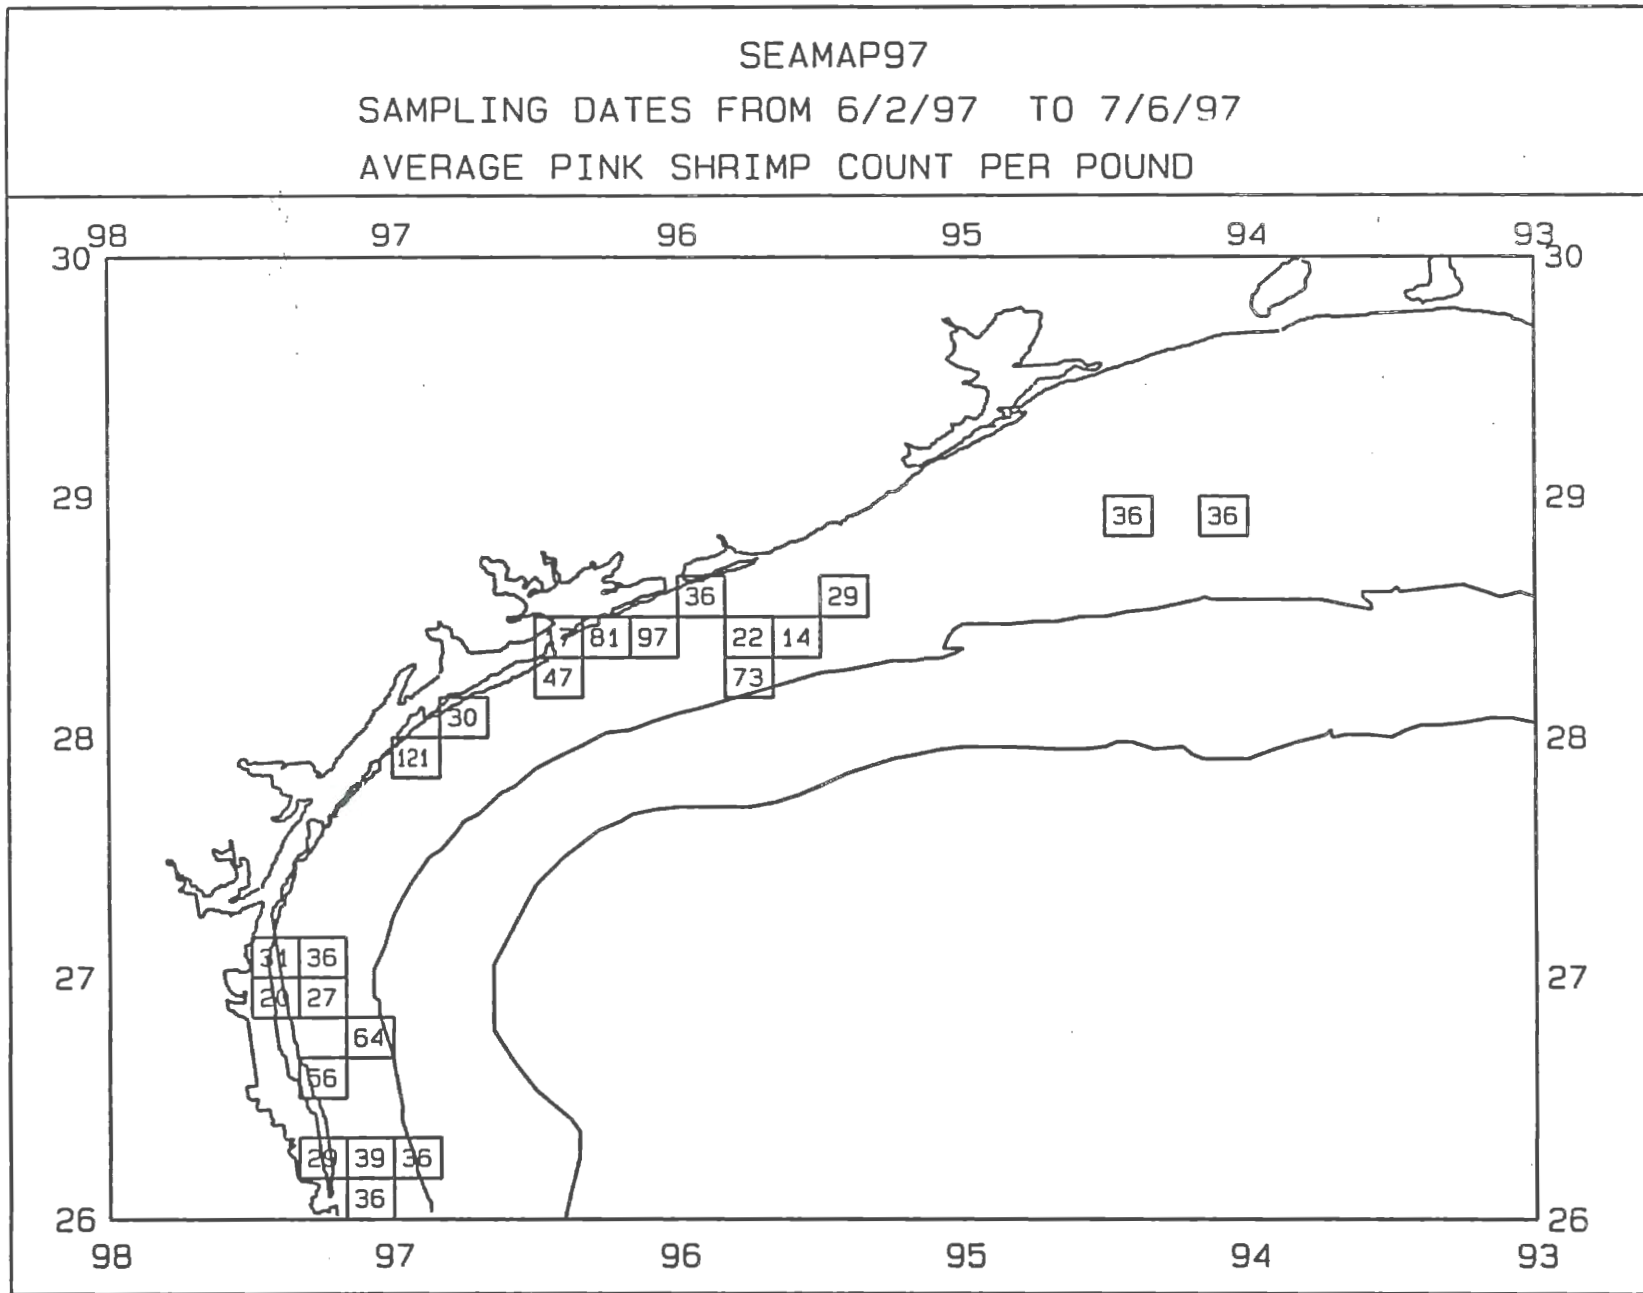 SEAMAP97
SAMPLING DATES FROM 6/2/97 TO 7/6/97
AVERAGE PINK SHRIMP COUNT PER POUND
98 97 96 95 94 93
30 30
29 29
36 36
36 29
7 81 97 22 14
47 73
30
28 28
121
31 36
27 27
20 27
64
56
29 39 36
36
26 26
98 97 96 95 94 93